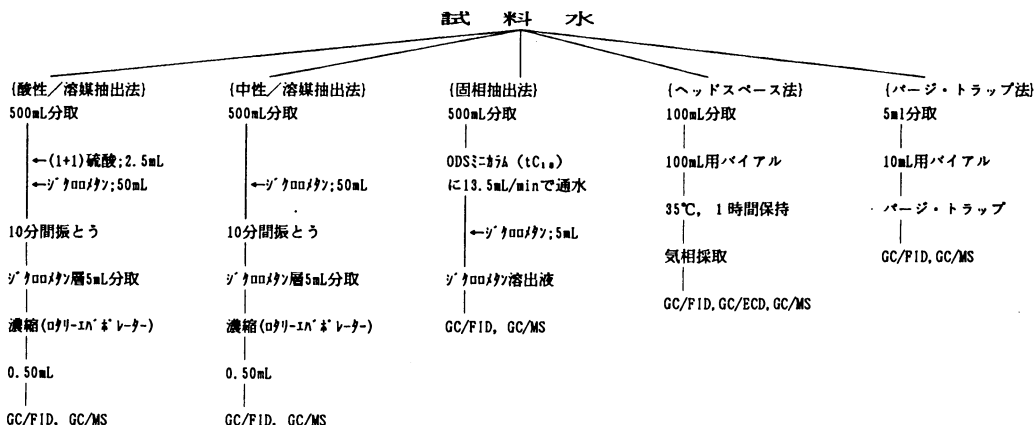 試料水
{酸性／溶媒抽出法}
500mL分取
←(1+1)硫酸;2.5mL
←ジクロロメタン;50mL
10分間振とう
ジクロロメタン層5mL分取
濃縮(ロタリーエバポレーター)
0.50mL
GC/FID, GC/MS
{中性／溶媒抽出法}
500mL分取
←ジクロロメタン;50mL
10分間振とう
ジクロロメタン層5mL分取
濃縮(ロタリーエバポレーター)
0.50mL
GC/FID, GC/MS
{固相抽出法}
500mL分取
ODSミニカラム (tC₁₈)
に13.5mL/minで通水
←ジクロロメタン;5mL
ジクロロメタン溶出液
GC/FID, GC/MS
{ヘッドスペース法}
100mL分取
100mL用バイアル
35℃, 1時間保持
気相採取
GC/FID,GC/ECD,GC/MS
{パージ・トラップ法}
5ml分取
10mL用バイアル
パージ・トラップ
GC/FID,GC/MS